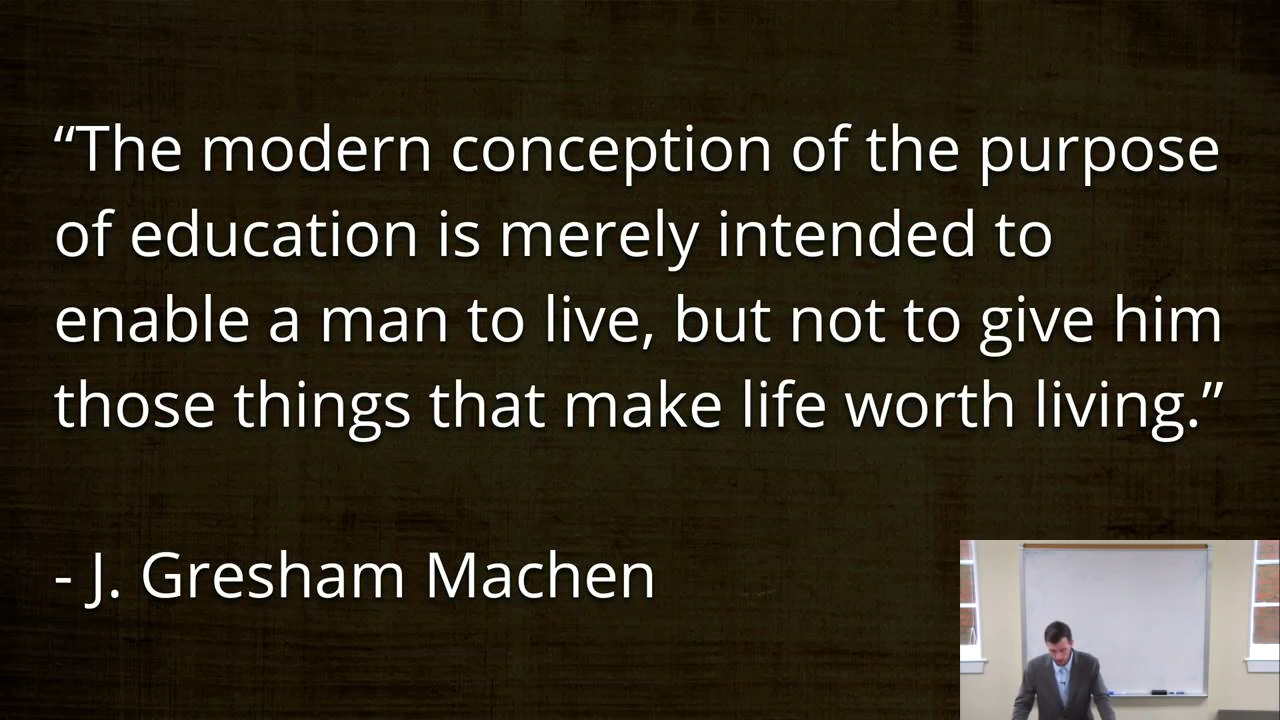 “The modern conception of the purpose
of education is merely intended to
enable a man to live, but not to give him
those things that make life worth living.”
- J. Gresham Machen